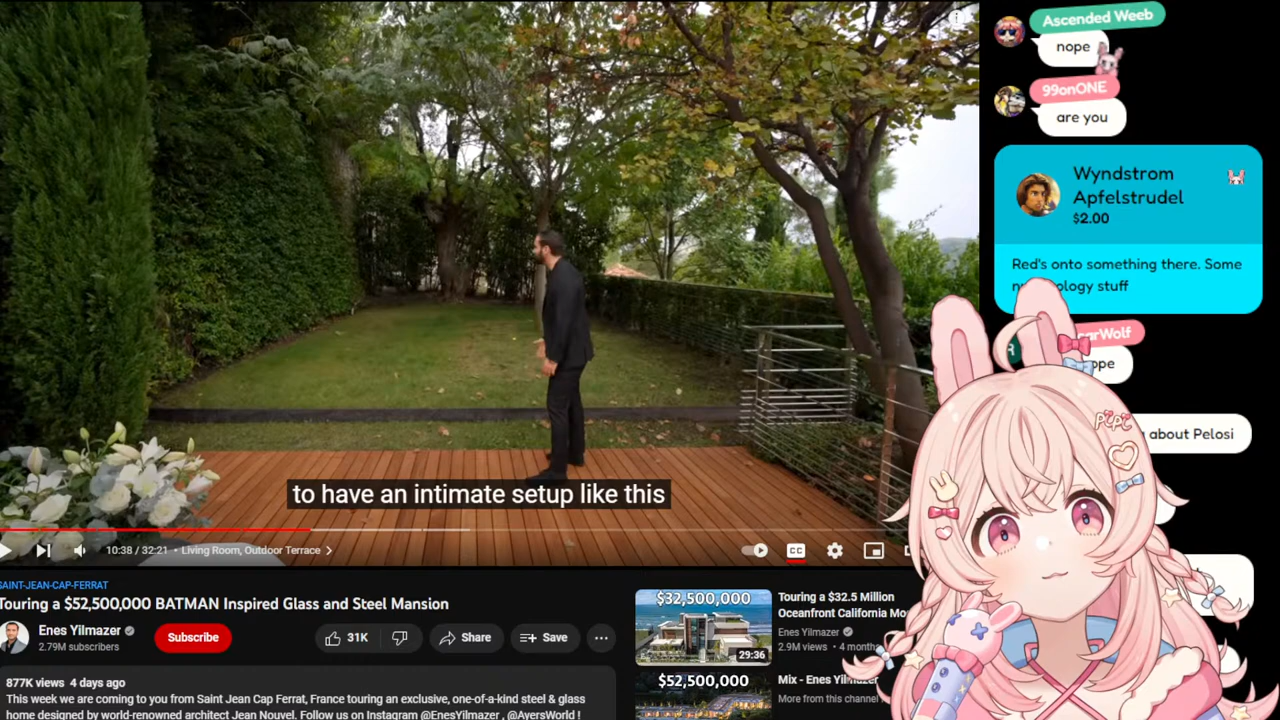 to have an intimate setup like this
10:38 / 32:21 • Living Room, Outdoor Terrace >
CC
SAINT-JEAN-CAP-FERRAT
Touring a $52,500,000 BATMAN Inspired Glass and Steel Mansion
Enes Yilmazer
2.79M subscribers
Subscribe
31K
Share
Save
877K views 4 days ago
This week we are coming to you from Saint Jean Cap Ferrat, France touring an exclusive, one-of-a-kind steel & glass
home designed by world-renowned architect Jean Nouvel. Follow us on Instagram @EnesYilmazer , @AyersWorld !
$32,500,000
29:36
Touring a $32.5 Million
Oceanfront California Mo
Enes Yilmazer
2.9M views • 4 months
$52,500,000
Mix - Enes Yilmazer
More from this channel
Ascended Weeb
nope
99onONE
are you
Wyndstrom
Apfelstrudel
$2.00
Red's onto something there. Some
ology stuff
arWolf
ope
about Pelosi
PiPi